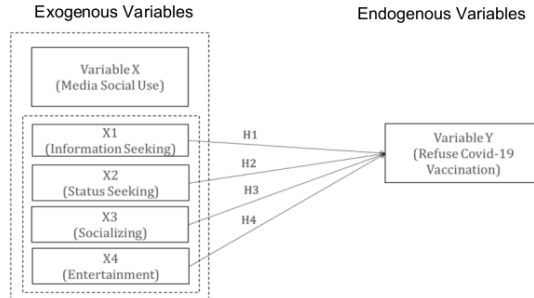 Exogenous Variables
Endogenous Variables
Variable X
(Media Social Use)
X1
(Information Seeking)
X2
(Status Seeking)
X3
(Socializing)
X4
(Entertainment)
H1
H2
H3
H4
Variable Y
(Refuse Covid-19
Vaccination)